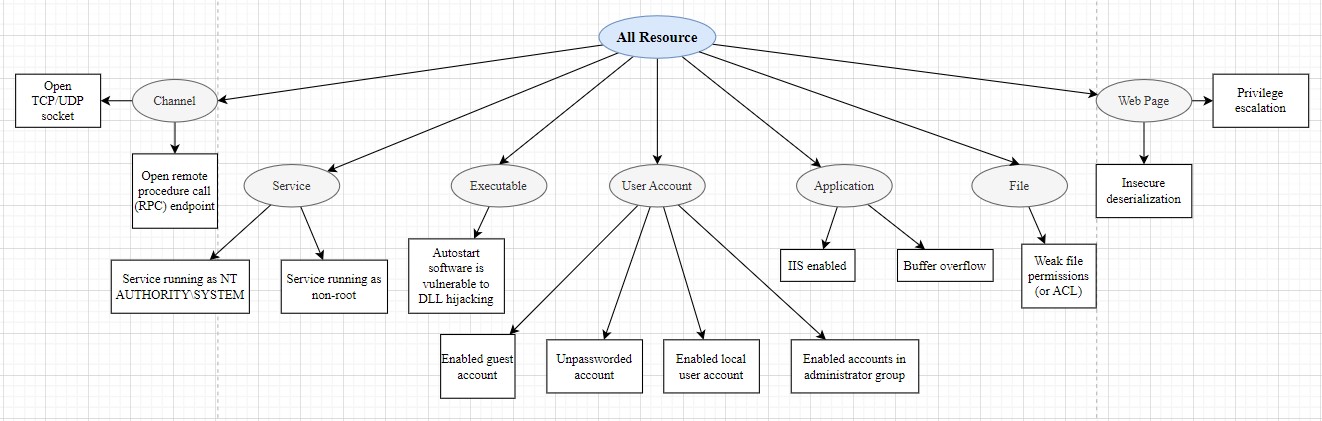 All Resource
Open
TCP/UDP
socket
Channel
Web Page
Privilege
escalation
Open remote
procedure call
(RPC) endpoint
Service
Executable
User Account
Application
File
Insecure
deserialization
Service running as NT
AUTHORITY\SYSTEM
Service running as
non-root
Autostart
software is
vulnerable to
DLL hijacking
IIS enabled
Buffer overflow
Weak file
permissions
(or ACL)
Enabled guest
account
Unpassworded
account
Enabled local
user account
Enabled accounts in
administrator group